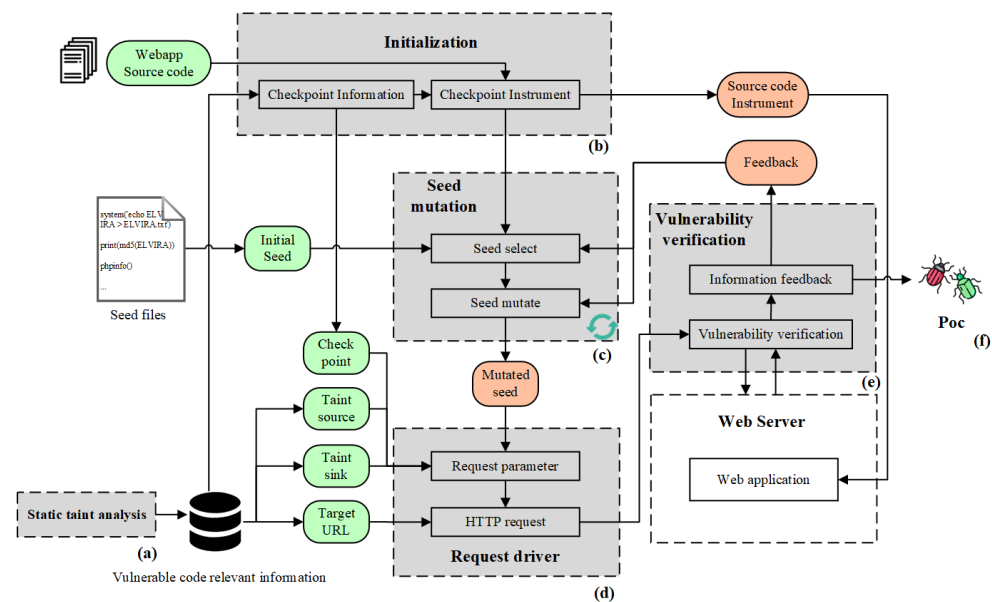 Initialization
Webapp
Source code
Checkpoint Information
Checkpoint Instrument
Source code
Instrument
(b)
Feedback
Seed
mutation
system('echo ELV
IRA > ELVIRA.txt')
print(md5(ELVIRA))
phpinfo()
...
Seed files
Initial
Seed
Seed select
Seed mutate
(c)
Vulnerability
verification
Information feedback
Vulnerability verification
(e)
Poc
(f)
Check
point
Mutated
seed
Taint
source
Taint
sink
Target
URL
Request parameter
HTTP request
Request driver
(d)
Web Server
Web application
Static taint analysis
(a)
Vulnerable code relevant information